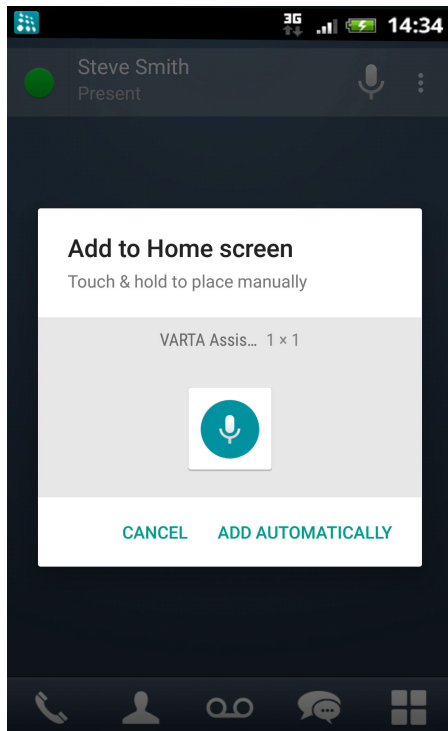 3G 14:34
Steve Smith
Present
Add to Home screen
Touch & hold to place manually
VARTA Assis... 1 × 1
CANCEL ADD AUTOMATICALLY